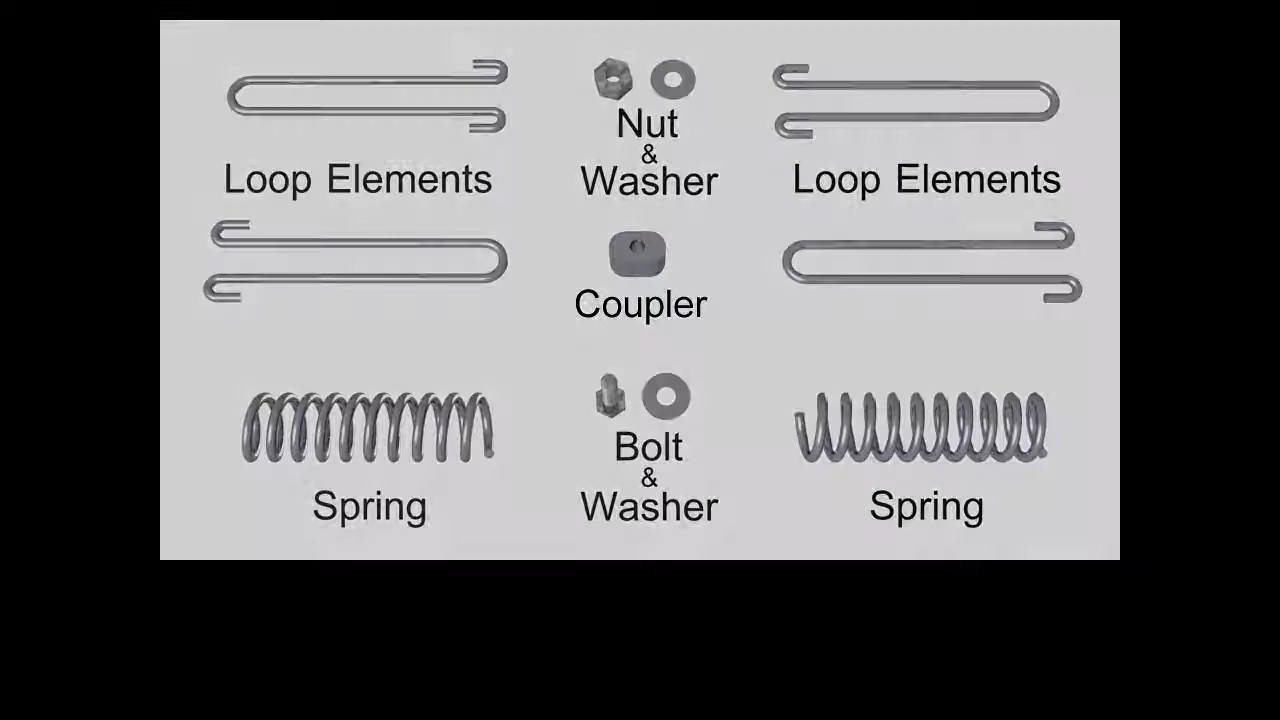 Nut
&
Washer
Loop Elements
Loop Elements
Coupler
Bolt
&
Washer
Spring
Spring